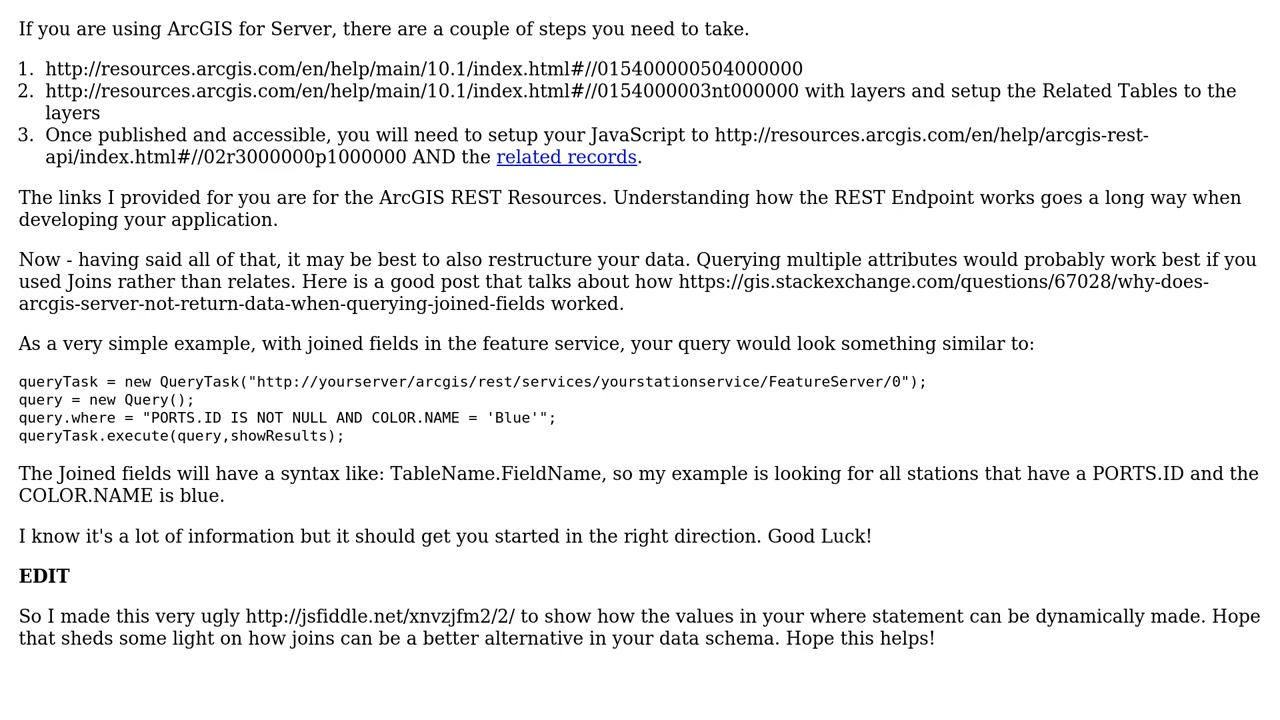 If you are using ArcGIS for Server, there are a couple of steps you need to take.
1. http://resources.arcgis.com/en/help/main/10.1/index.html#//015400000504000000
2. http://resources.arcgis.com/en/help/main/10.1/index.html#//0154000003nt000000 with layers and setup the Related Tables to the
layers
3. Once published and accessible, you will need to setup your JavaScript to http://resources.arcgis.com/en/help/arcgis-rest-
api/index.html#//02r3000000p1000000 AND the related records.
The links I provided for you are for the ArcGIS REST Resources. Understanding how the REST Endpoint works goes a long way when
developing your application.
Now - having said all of that, it may be best to also restructure your data. Querying multiple attributes would probably work best if you
used Joins rather than relates. Here is a good post that talks about how https://gis.stackexchange.com/questions/67028/why-does-
arcgis-server-not-return-data-when-querying-joined-fields worked.
As a very simple example, with joined fields in the feature service, your query would look something similar to:
queryTask = new QueryTask("http://yourserver/arcgis/rest/services/yourstationservice/FeatureServer/0");
query = new Query();
query.where = "PORTS.ID IS NOT NULL AND COLOR.NAME = 'Blue'";
queryTask.execute(query,showResults);
The Joined fields will have a syntax like: TableName.FieldName, so my example is looking for all stations that have a PORTS.ID and the
COLOR.NAME is blue.
I know it's a lot of information but it should get you started in the right direction. Good Luck!
EDIT
So I made this very ugly http://jsfiddle.net/xnvzjfm2/2/ to show how the values in your where statement can be dynamically made. Hope
that sheds some light on how joins can be a better alternative in your data schema. Hope this helps!